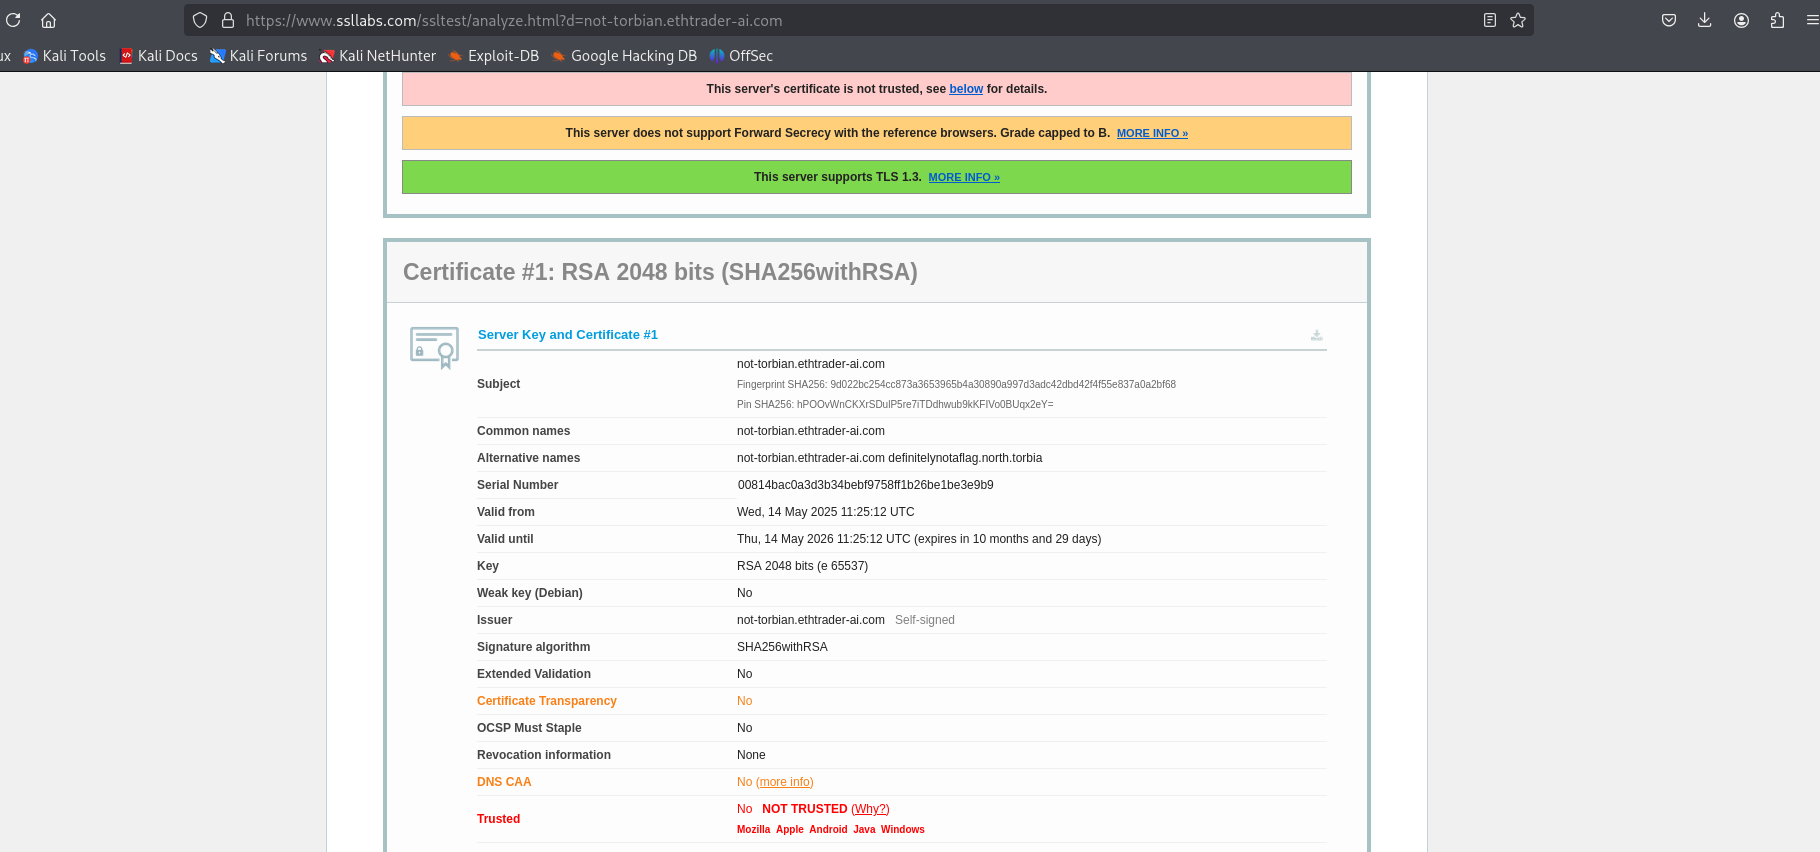 https://www.ssllabs.com/ssltest/analyze.html?d=not-torbian.ethtrader-ai.com
ux Kali Tools Kali Docs Kali Forums Kali NetHunter Exploit-DB Google Hacking DB OffSec
This server's certificate is not trusted, see below for details.
This server does not support Forward Secrecy with the reference browsers. Grade capped to B. MORE INFO »
This server supports TLS 1.3. MORE INFO »
Certificate #1: RSA 2048 bits (SHA256withRSA)
Server Key and Certificate #1
Subject
not-torbian.ethtrader-ai.com
Fingerprint SHA256: 9d022bc254cc873a3653965b4a30890a997d3adc42dbd42f4f55e837a0a2bf68
Pin SHA256: hPOOvWnCKXrSDulP5re7iTDdhwub9kKFIVo0BUqx2eY=
Common names not-torbian.ethtrader-ai.com
Alternative names not-torbian.ethtrader-ai.com definitelynotaflag.north.torbia
Serial Number 00814bac0a3d3b34bebf9758ff1b26be1be3e9b9
Valid from Wed, 14 May 2025 11:25:12 UTC
Valid until Thu, 14 May 2026 11:25:12 UTC (expires in 10 months and 29 days)
Key RSA 2048 bits (e 65537)
Weak key (Debian) No
Issuer not-torbian.ethtrader-ai.com Self-signed
Signature algorithm SHA256withRSA
Extended Validation No
Certificate Transparency No
OCSP Must Staple No
Revocation information None
DNS CAA No (more info)
Trusted
No NOT TRUSTED (Why?)
Mozilla Apple Android Java Windows